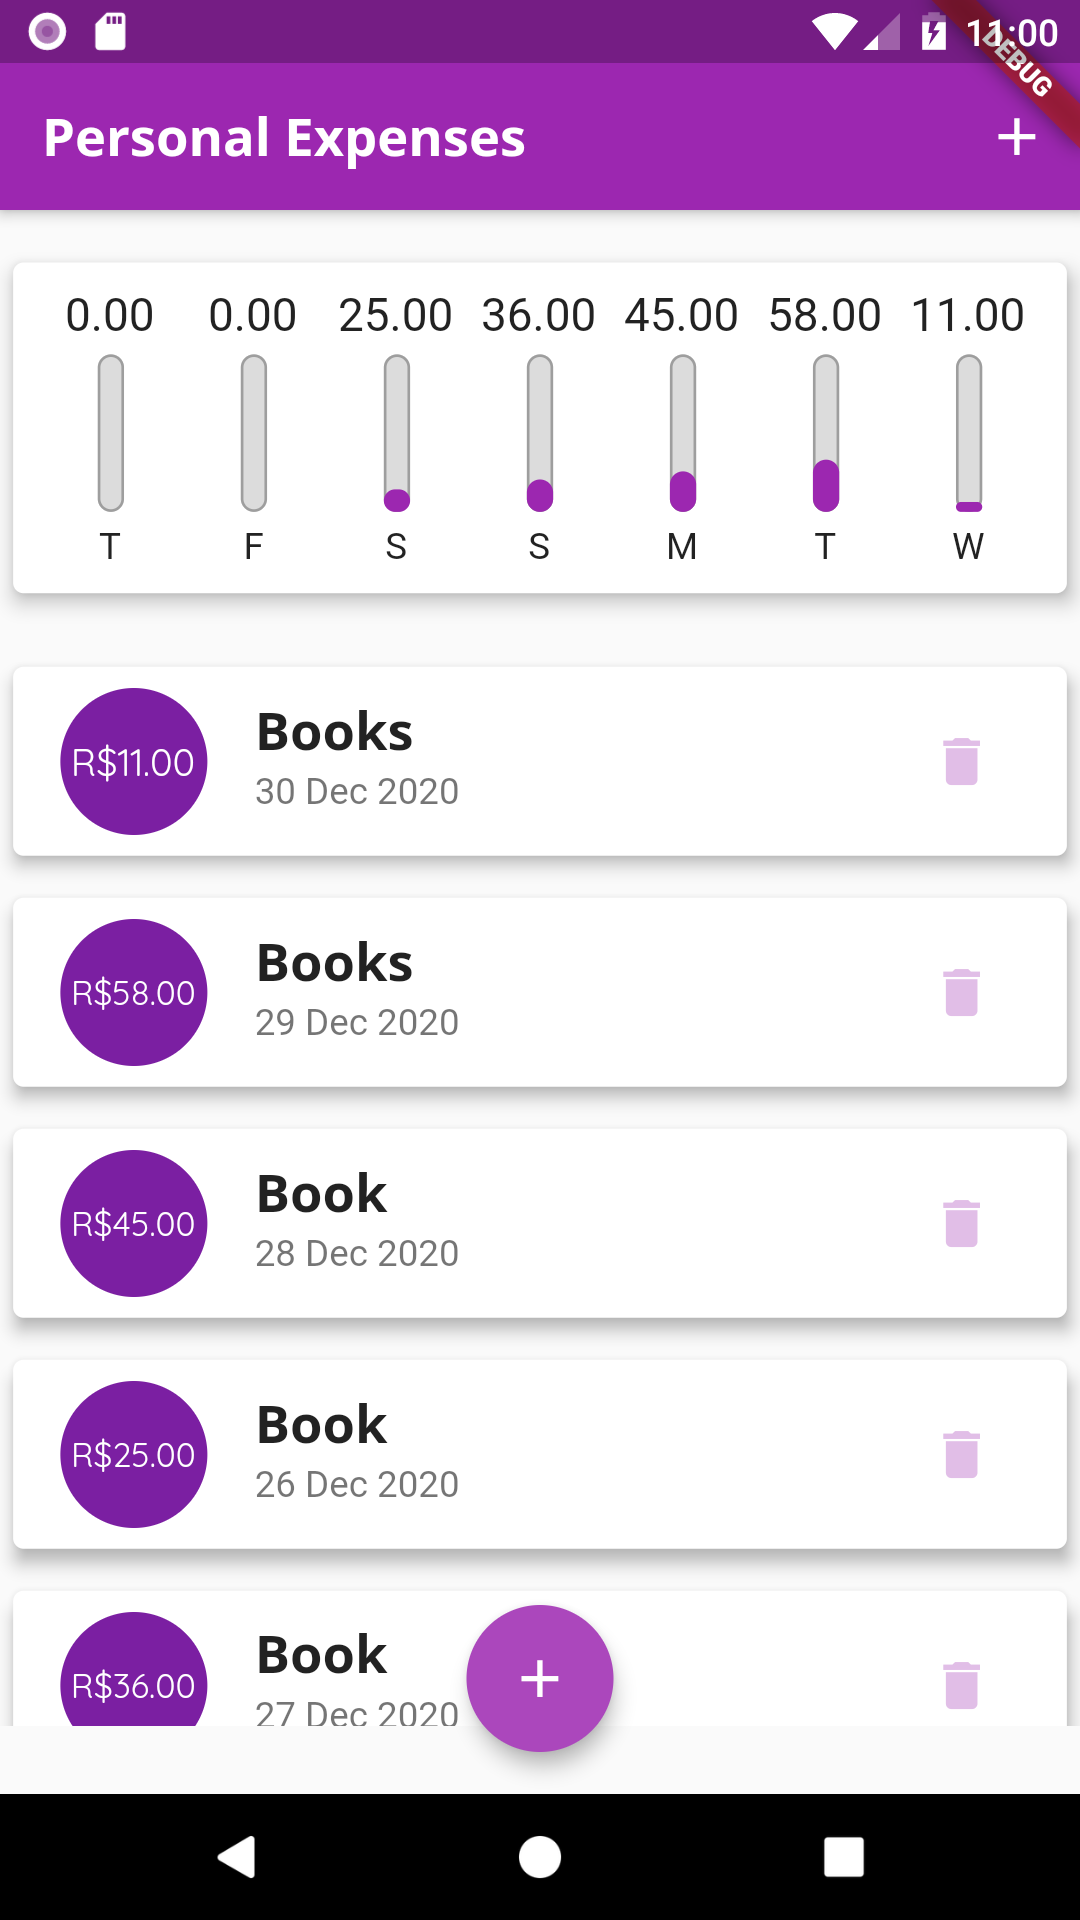 11:00
DEBUG
Personal Expenses
0.00 0.00 25.00 36.00 45.00 58.00 11.00
T F S S M T W
R$11.00
Books
30 Dec 2020
R$58.00
Books
29 Dec 2020
R$45.00
Book
28 Dec 2020
R$25.00
Book
26 Dec 2020
R$36.00
Book
27 Dec 2020